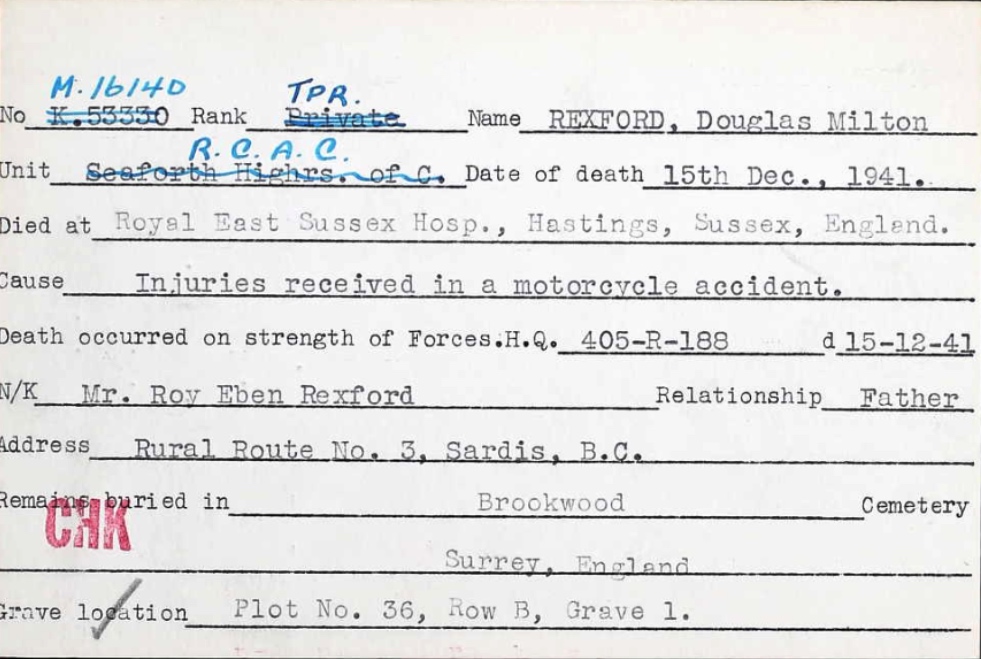 M.16140 TPR.
No K.53330 Rank Private Name REXFORD, Douglas Milton
R.C.A.C.
Unit Seaforth Highrs. of C. Date of death 15th Dec., 1941.
Died at Royal East Sussex Hosp., Hastings, Sussex, England.
Cause Injuries received in a motorcycle accident.
Death occurred on strength of Forces.H.Q. 405-R-188 d 15-12-41
N/K Mr. Roy Eben Rexford Relationship Father
Address Rural Route No. 3, Sardis, B.C.
Remains buried in Brookwood Cemetery
CHK
Surrey, England
Grave location Plot No. 36, Row B, Grave 1.